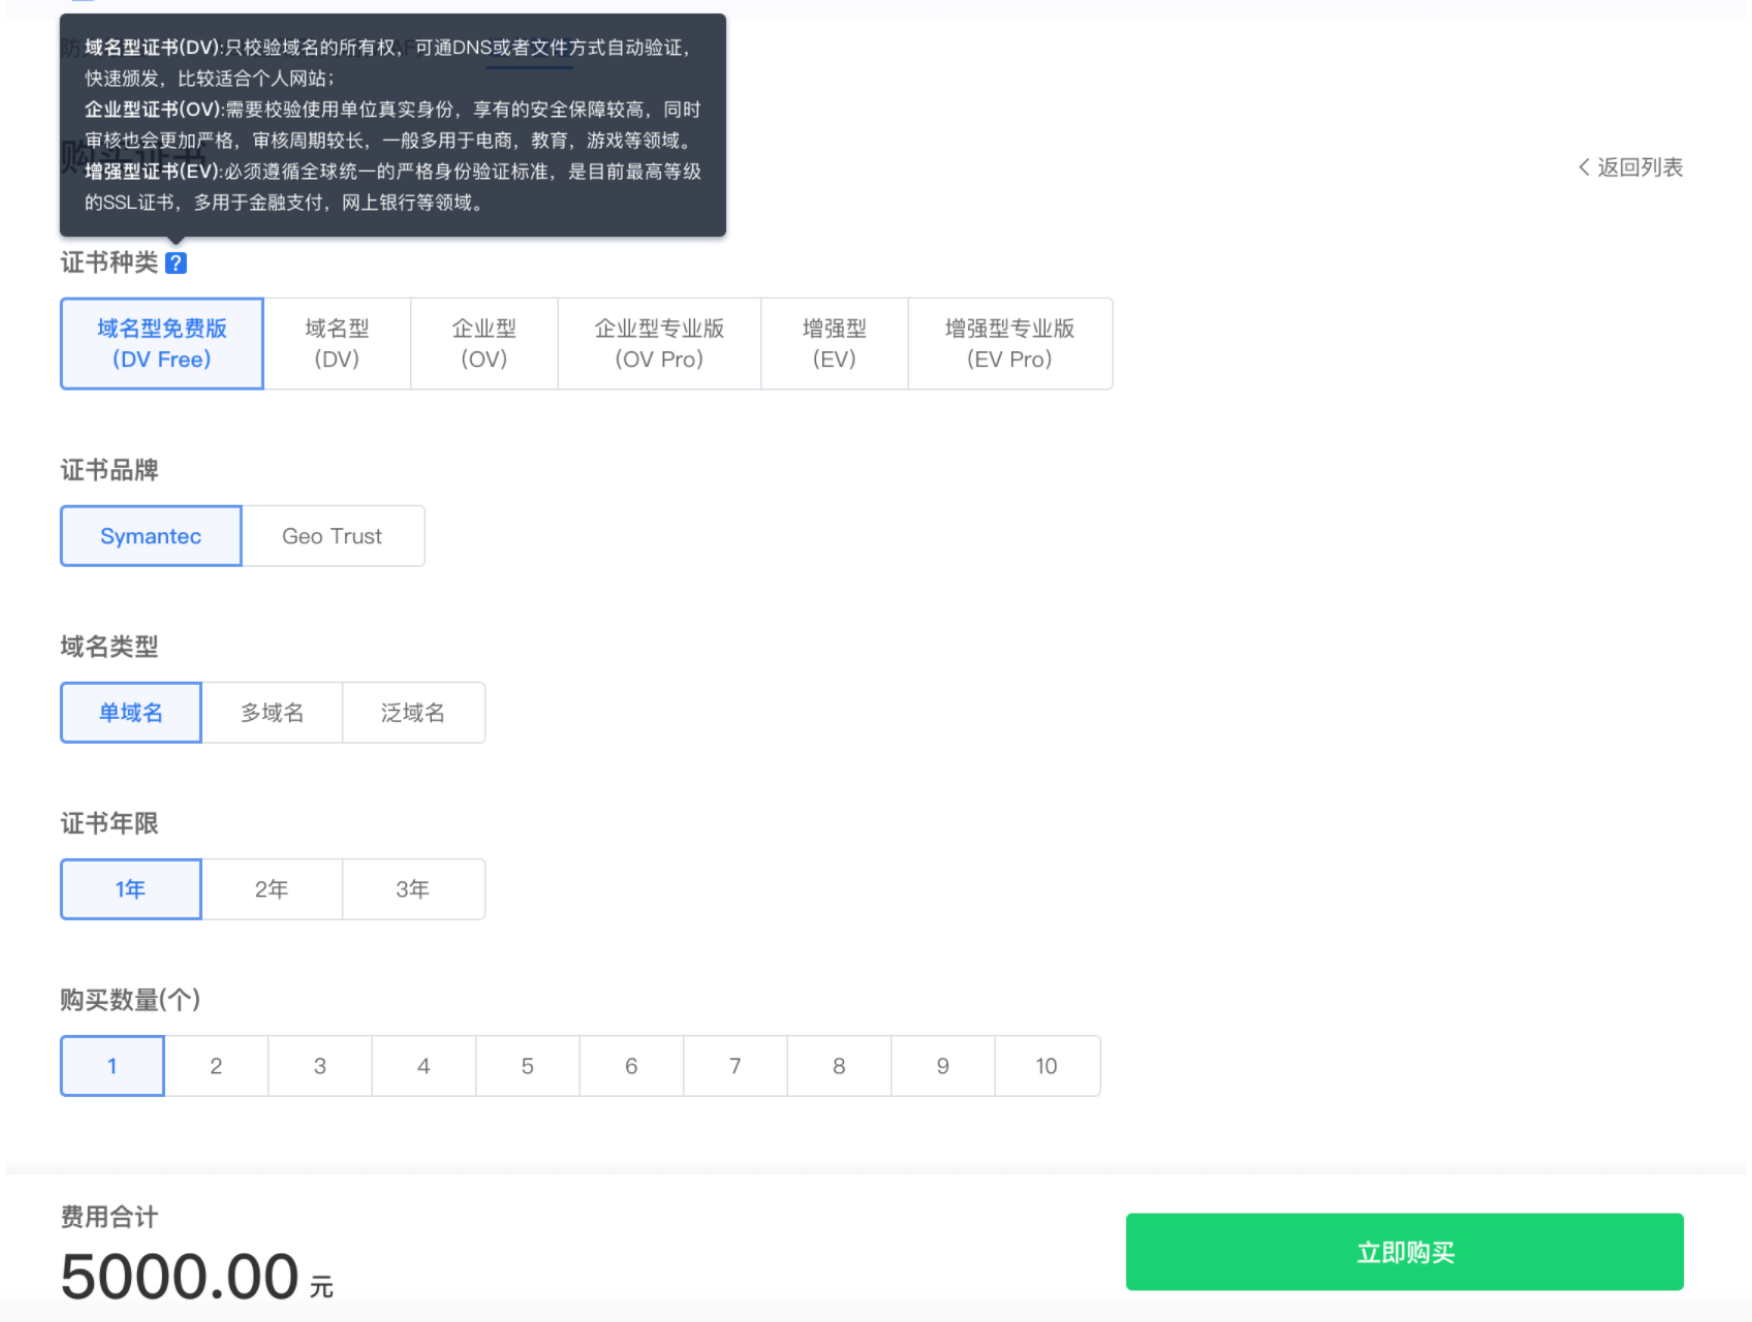 域名型证书(DV):只校验域名的所有权，可通DNS或者文件方式自动验证，
快速颁发，比较适合个人网站；
企业型证书(OV):需要校验使用单位真实身份，享有的安全保障较高，同时
审核也会更加严格，审核周期较长，一般多用于电商，教育，游戏等领域。
增强型证书(EV):必须遵循全球统一的严格身份验证标准，是目前最高等级
的SSL证书，多用于金融支付，网上银行等领域。
购买证书
< 返回列表
证书种类 ?
域名型免费版 域名型 企业型 企业型专业版 增强型 增强型专业版
(DV Free) (DV) (OV) (OV Pro) (EV) (EV Pro)
证书品牌
Symantec Geo Trust
域名类型
单域名 多域名 泛域名
证书年限
1年 2年 3年
购买数量(个)
1 2 3 4 5 6 7 8 9 10
费用合计
5000.00 元
立即购买